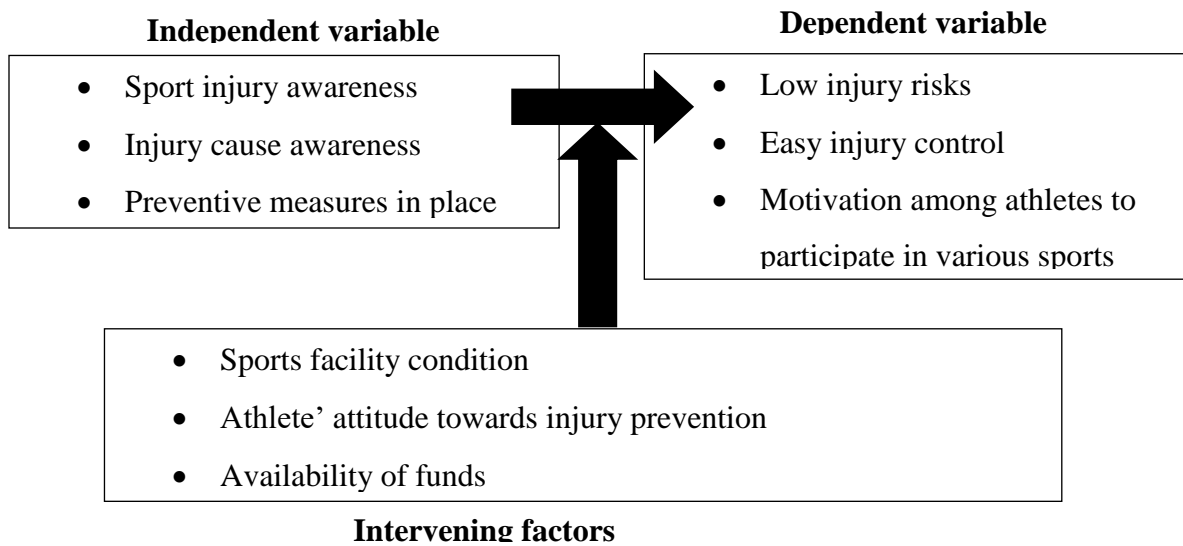 Independent variable
• Sport injury awareness
• Injury cause awareness
• Preventive measures in place
Dependent variable
• Low injury risks
• Easy injury control
• Motivation among athletes to
participate in various sports
• Sports facility condition
• Athlete’ attitude towards injury prevention
• Availability of funds
Intervening factors